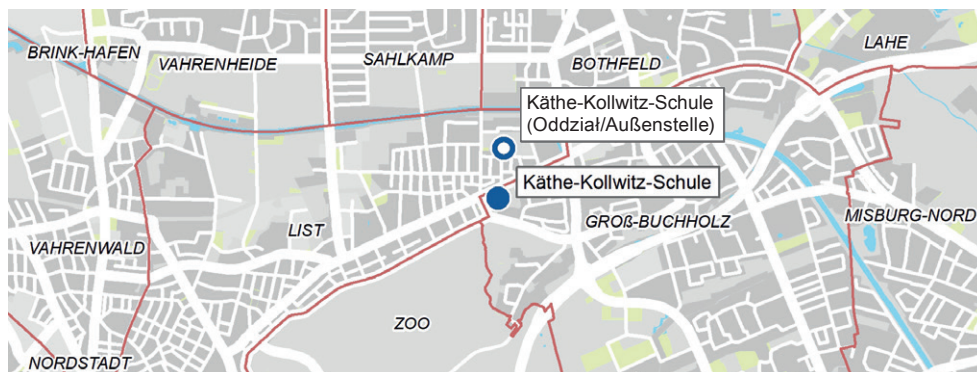 BRINK-HAFEN
VAHRENHEIDE
SAHLKAMP
BOTHFELD
LAHE
Käthe-Kollwitz-Schule
(Oddział/Außenstelle)
Käthe-Kollwitz-Schule
LIST
GROß-BUCHHOLZ
MISBURG-NORD
VAHRENWALD
ZOO
NORDSTADT